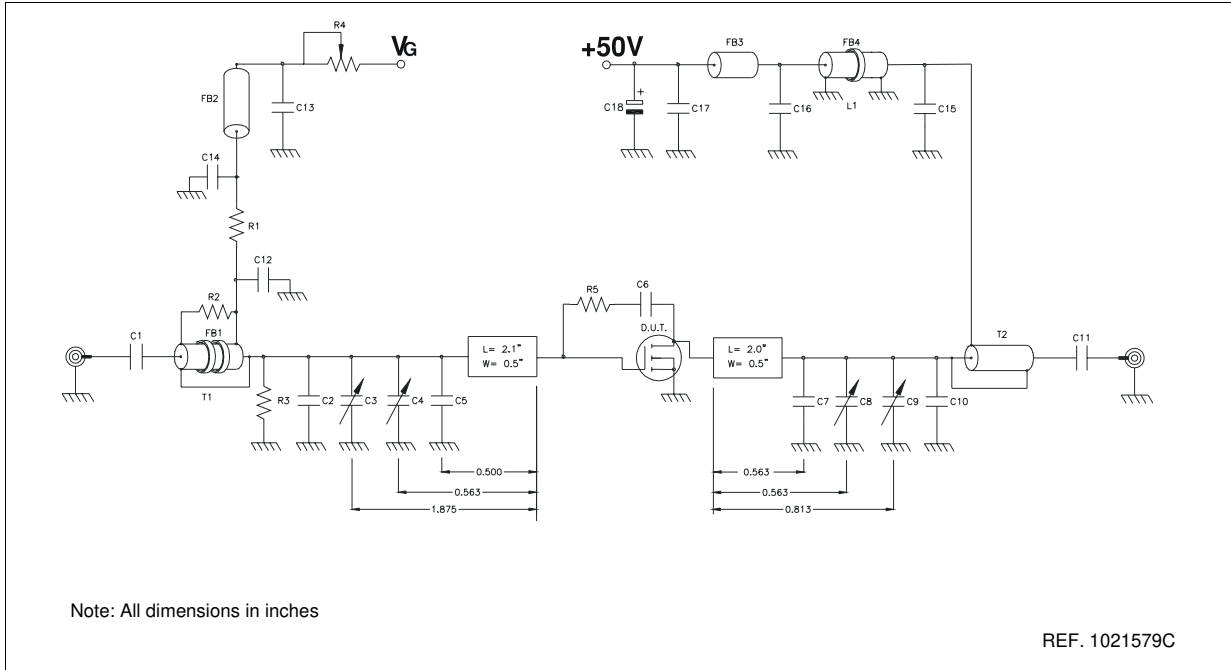 R4
VG
+50V
FB3
FB4
FB2
C13
C18
+
C17
C16
L1
C15
C14
R1
C12
R2
FB1
C1
T1
R3
C2
C3
C4
C5
L= 2.1"
W= 0.5"
R5
C6
D.U.T.
L= 2.0"
W= 0.5"
C7
C8
C9
C10
T2
C11
0.500
0.563
1.875
0.563
0.563
0.813
Note: All dimensions in inches
REF. 1021579C